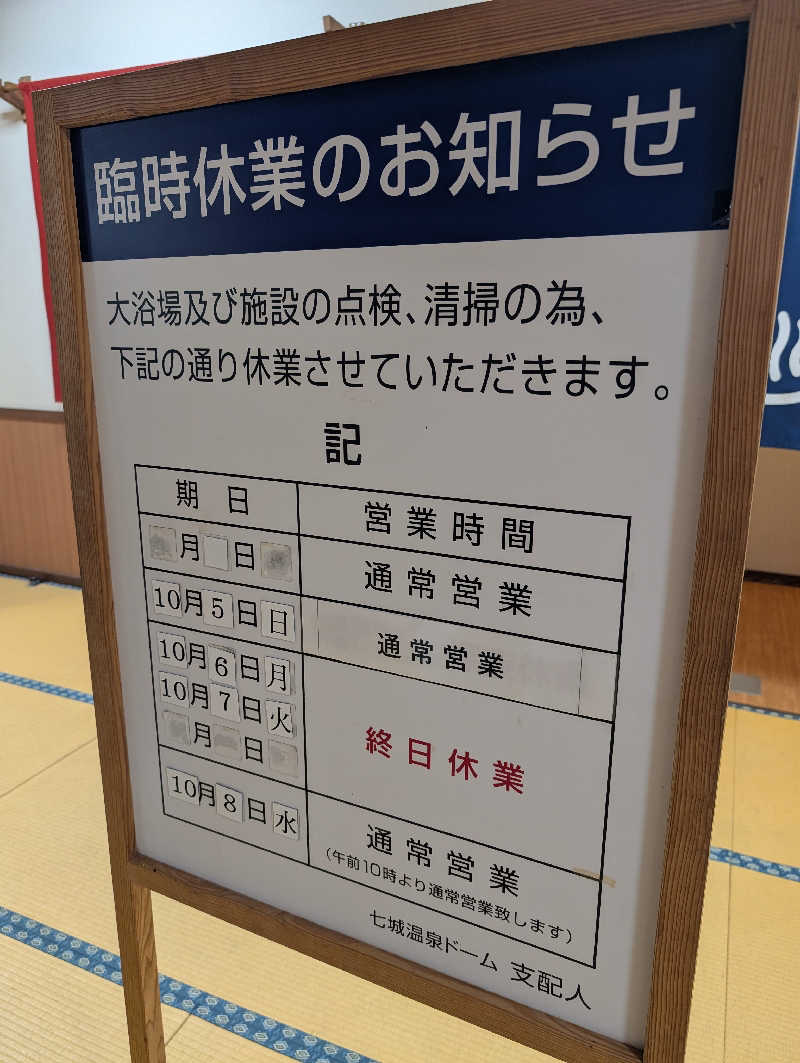 臨時休業のお知らせ
大浴場及び施設の点検、清掃の為、
下記の通り休業させていただきます。
記
期 日 営業時間
月 日 通常営業
10月5日日 通常営業
10月6日月
10月7日火
月 日
終日休業
10月8日水 通常営業
（午前10時より通常営業致します）
七城温泉ドーム 支配人